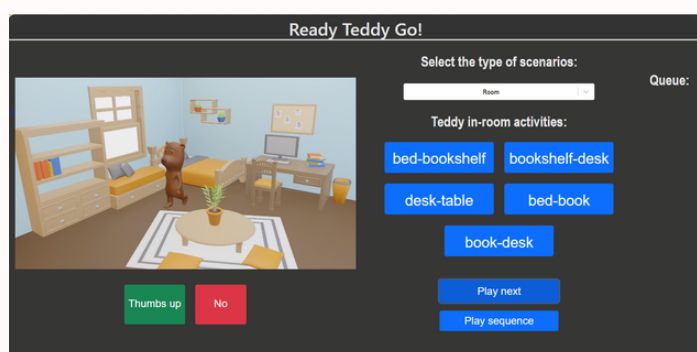 Ready Teddy Go!
Select the type of scenarios:
Queue:
Room
Teddy in-room activities:
bed-bookshelf
bookshelf-desk
desk-table
bed-book
book-desk
Thumbs up
No
Play next
Play sequence